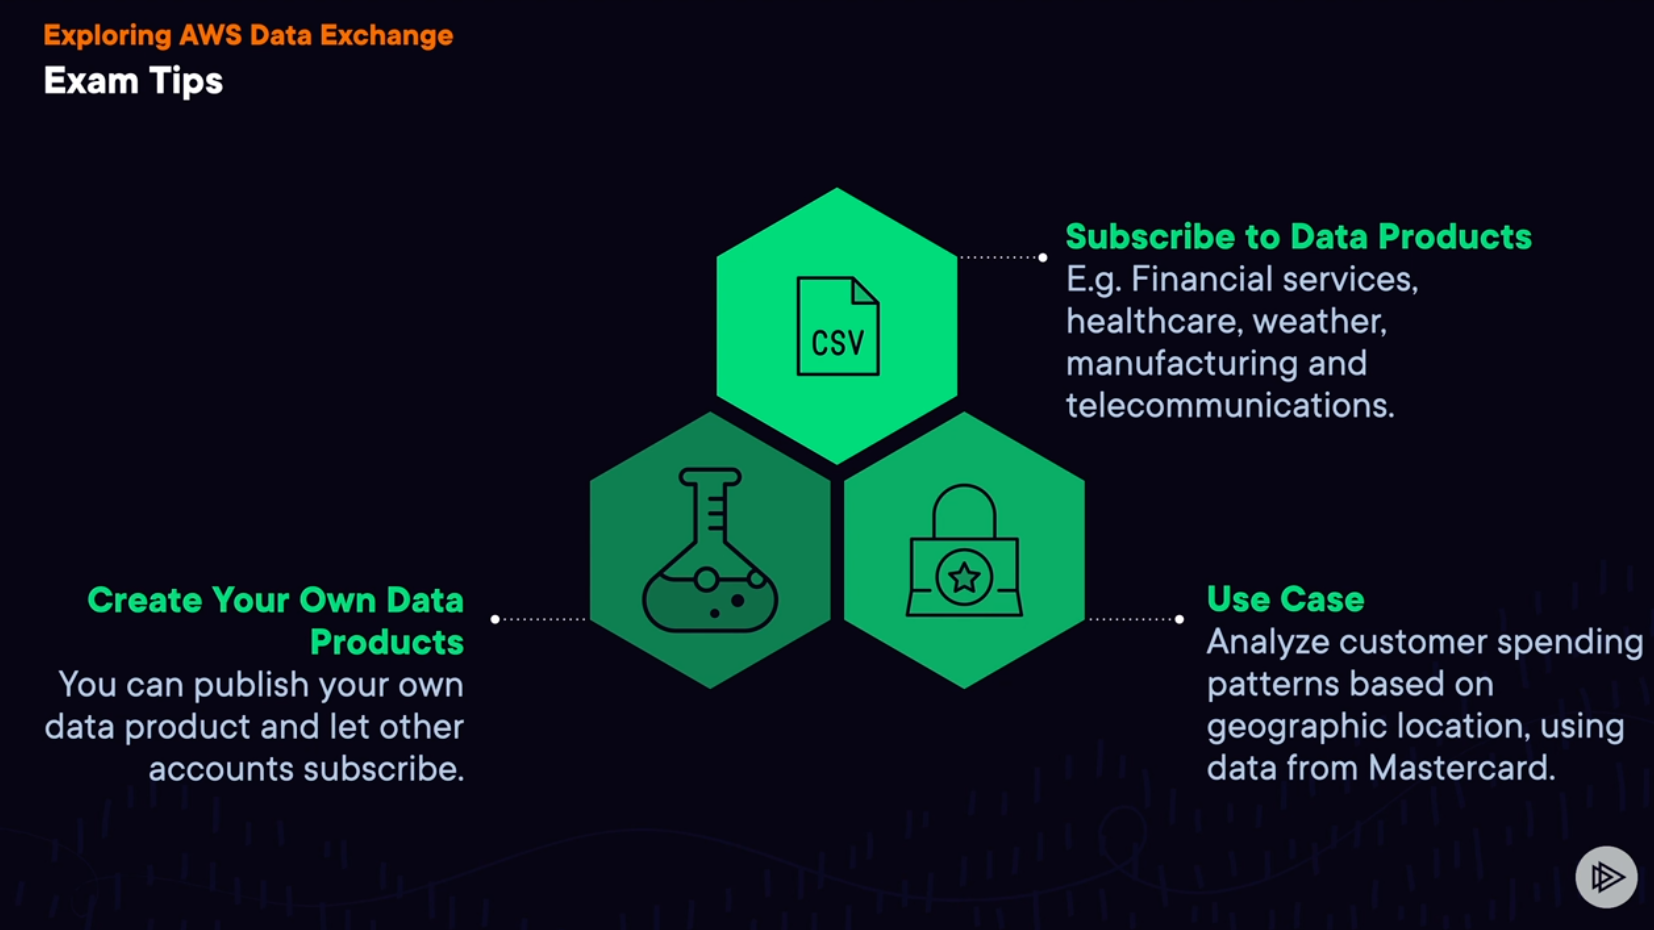 Exploring AWS Data Exchange
Exam Tips
CSV
Subscribe to Data Products
E.g. Financial services,
healthcare, weather,
manufacturing and
telecommunications.
Create Your Own Data
Products
You can publish your own
data product and let other
accounts subscribe.
Use Case
Analyze customer spending
patterns based on
geographic location, using
data from Mastercard.